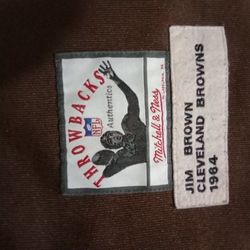 THROWBACKS
NFL
Authentics
Mitchell & Ness
JIM BROWN
CLEVELAND BROWNS
1964